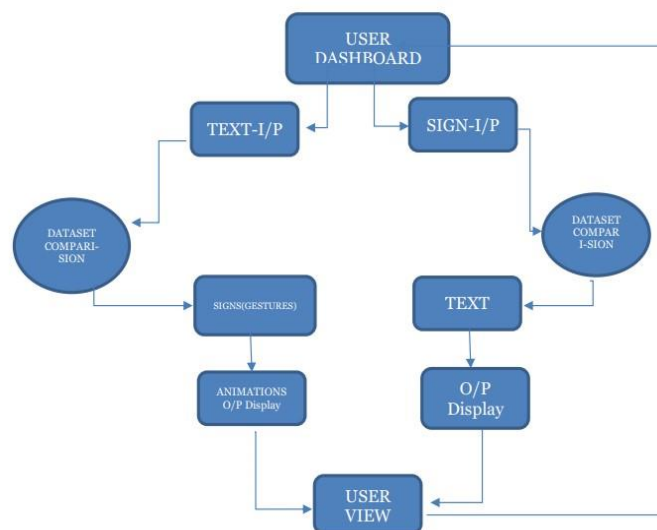 USER
DASHBOARD
TEXT-I/P
SIGN-I/P
DATASET
COMPARI-
SION
DATASET
COMPAR
I-SION
SIGNS(GESTURES)
TEXT
ANIMATIONS
O/P Display
O/P
Display
USER
VIEW